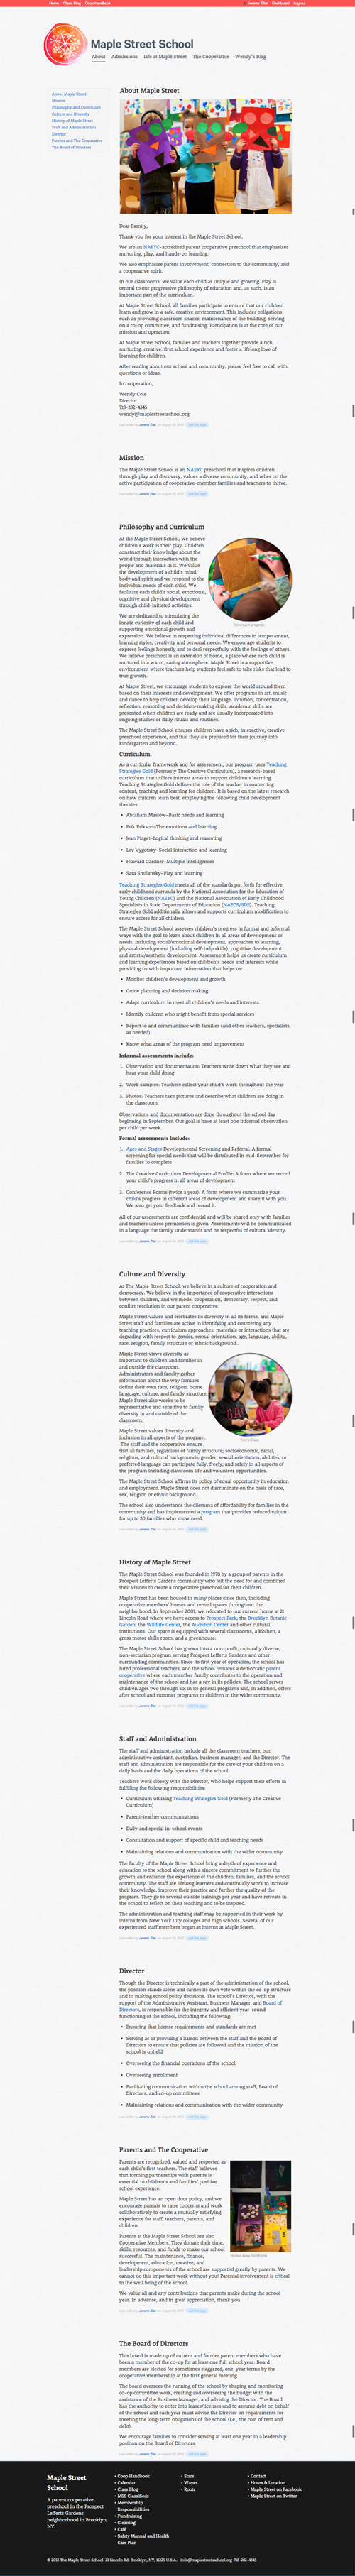 Home Class Blog Coop Handbook
Jeremy Zilar Dashboard Log out
Maple Street School
About Admissions Life at Maple Street The Cooperative Wendy's Blog
About Maple Street
Mission
Philosophy and Curriculum
Culture and Diversity
History of Maple Street
Staff and Administration
Director
Parents and The Cooperative
The Board of Directors
About Maple Street
Dear Family,
Thank you for your interest in the Maple Street School.
We are an NAEYC-accredited parent cooperative preschool that emphasizes
nurturing, play, and hands-on learning.
We also emphasize parent involvement, connection to the community, and
a cooperative spirit.
In our classrooms, we value each child as unique and growing. Play is
central to our progressive philosophy of education and, as such, is an
important part of the curriculum.
At Maple Street School, all families participate to ensure that our children
learn and grow in a safe, creative environment. This includes obligations
such as providing classroom snacks, maintenance of the building, serving
on a co-op committee, and fundraising. Participation is at the core of our
mission and operation.
At Maple Street School, families and teachers together provide a rich,
nurturing, creative, first school experience and foster a lifelong love of
learning for children.
After reading about our school and community, please feel free to call with
questions or ideas.
In cooperation,
Wendy Cole
Director
718-282-4345
wendy@maplestreetschool.org
Mission
The Maple Street School is an NAEYC preschool that inspires children
through play and discovery, values a diverse community, and relies on the
active participation of cooperative-member families and teachers to thrive.
Philosophy and Curriculum
At the Maple Street School, we believe
children's work is their play. Children
construct their knowledge about the
world through interaction with the
people and materials in it. We value
the development of a child's mind,
body and spirit and we respond to the
individual needs of each child. We
facilitate each child's social, emotional,
cognitive and physical development
through child-initiated activities.
We are dedicated to stimulating the
innate curiosity of each child and
supporting emotional growth and
expression. We believe in respecting individual differences in temperament,
learning styles, creativity and personal needs. We encourage students to
express feelings honestly and to deal respectfully with the feelings of others.
We believe preschool is an extension of home, a place where each child is
nurtured in a warm, caring atmosphere. Maple Street is a supportive
environment where teachers help students feel safe to take risks that lead to
true growth.
At Maple Street, we encourage students to explore the world around them
based on their interests and development. We offer programs in art, music
and dance to help children develop their language, intuition, concentration,
reflection, reasoning and decision-making skills. Academic skills are
presented when children are ready and are usually incorporated into
ongoing studies or daily rituals and routines.
The Maple Street School ensures children have a rich, interactive, creative
preschool experience, and that they are prepared for their journey into
kindergarten and beyond.
Curriculum
As a curricular framework and for assessment, our program uses Teaching
Strategies Gold (Formerly The Creative Curriculum), a research-based
curriculum that utilizes interest areas to support children's learning.
Teaching Strategies Gold defines the role of the teacher in connecting
content, teaching and learning for children. It is based on the latest research
on how children learn best, employing the following child development
theories:
• Abraham Maslow–Basic needs and learning
• Erik Erikson–The emotions and learning
• Jean Piaget–Logical thinking and reasoning
• Lev Vygotsky–Social interaction and learning
• Howard Gardner–Multiple intelligences
• Sara Smilansky–Play and learning
Teaching Strategies Gold meets all of the standards put forth for effective
early childhood curricula by the National Association for the Education of
Young Children (NAEYC) and the National Association of Early Childhood
Specialists in State Departments of Education (NAECS/SDE). Teaching
Strategies Gold additionally allows and supports curriculum modification to
ensure access for all children.
The Maple Street School assesses children's progress in formal and informal
ways with the goal to learn about children in all areas of development or
needs, including social/emotional development, approaches to learning,
physical development (including self-help skills), cognitive development
and artistic/aesthetic development. Assessment helps us create curriculum
and learning environments based on children's needs and interests while
providing us with important information that helps us
• Monitor children's development and growth
• Guide planning and decision making
• Adapt curriculum to meet all children's needs and interests.
• Identify children who might benefit from special services
• Report to and communicate with families (and other teachers, specialists,
as needed)
• Know what areas of the program need improvement
Informal assessments include:
1. Observation and documentation: Teachers write down what they see and
hear your child doing
2. Work samples: Teachers collect your child's work throughout the year
3. Photos: Teachers take pictures and describe what children are doing in
the classroom
Observations and documentation are done throughout the school day
beginning in September. Our goal is have at least one informal observation
per child per week.
Formal assessments include:
1. Ages and Stages Developmental Screening and Referral: A formal
screening for special needs that will be distributed in mid-September for
families to complete
2. The Creative Curriculum Developmental Profile: A form where we record
your child's progress in all areas of development
3. Conference Forms (twice a year): A form where we summarize your
child's progress in different areas of development and share it with you.
We also get your feedback and record it.
All of our assessments are confidential and will be shared only with families
and teachers unless permission is given. Assessments will be communicated
in a language the family understands and be respectful of cultural identity.
Culture and Diversity
At The Maple Street School, we believe in a culture of cooperation and
democracy. We believe in the importance of cooperative interactions
between children, and we model cooperation, democracy, respect, and
conflict resolution in our parent cooperative.
Maple Street values and celebrates its diversity in all its forms, and Maple
Street staff and families are active in identifying and countering any
teaching practices, curriculum approaches, materials or interactions that are
degrading with respect to gender, sexual orientation, age, language, ability,
race, religion, family structure or ethnic background..
Maple Street views diversity as
important to children and families in
and outside the classroom.
Administrators and faculty gather
information about the way families
define their own race, religion, home
language, culture, and family structure.
Maple Street also works to be
representative and sensitive to family
diversity in and outside of the
classroom.
Maple Street values diversity and
inclusion in all aspects of the program.
The staff and the cooperative ensure
that all families, regardless of family structure; socioeconomic, racial,
religious, and cultural backgrounds; gender, sexual orientation, abilities, or
preferred language can participate fully, freely, and safely in all aspects of
the program including classroom life and volunteer opportunities.
The Maple Street School affirms its policy of equal opportunity in education
and employment. Maple Street does not discriminate on the basis of race,
sex, religion or ethnic background.
The school also understands the dilemma of affordability for families in the
community and has implemented a program that provides reduced tuition
for up to 20 families who show need.
History of Maple Street
The Maple Street School was founded in 1978 by a group of parents in the
Prospect Lefferts Gardens community who felt the need for and combined
their visions to create a cooperative preschool for their children.
Maple Street School has been housed in many places since then, including
members' homes and rented spaces throughout the
neighborhood. In September 2001, we relocated to our current home at 21
Lincoln Road where we have access to Prospect Park, the Brooklyn Botanic
Garden, the Wildlife Center, the Audubon Center and other cultural
institutions. Our space is equipped with several classrooms, a kitchen, a
gross motor skills room, and a greenhouse.
The Maple Street School has grown into a non-profit, culturally diverse,
non-sectarian program serving Prospect Lefferts Gardens and other
surrounding communities. Since its first year of operation, the school has
hired professional teachers, and the school remains a democratic parent
cooperative where each member family contributes to the operation and
maintenance of the school and has a say in its policies. The school serves
children ages two through six in its general programs and, in addition, offers
after school and summer programs to children in the wider community.
Staff and Administration
The staff and administration include all the classroom teachers, our
administrative assistant, custodian, business manager, and the Director. The
staff and administration are responsible for the care of your children on a
daily basis and the daily operations of the school.
Teachers work closely with the Director, who helps support their efforts in
fulfilling the following responsibilities:
• Curriculum utilizing Teaching Strategies Gold (Formerly The Creative
Curriculum)
• Parent-teacher communications
• Daily and special in-school events
• Consultation and support of specific child and teaching needs
• Maintaining relations and communication with the wider community
The faculty of the Maple Street School bring a depth of experience and
education to the school along with a sincere commitment to promote the
growth and enhance the experience of the children, families, and the school
community. The staff are lifelong learners and continually work to increase
their knowledge, improve their practice and further the quality of the
program. They go to several outside trainings per year and have retreats in
the school to reflect on their teaching and to be inspired.
The administration and teaching staff may be supported in their work by
interns from New York City colleges and high schools. Several of our
experienced staff members began as interns at Maple Street.
Director
Though the Director is technically a part of the administration of the school,
the position stands alone and carries its own vote within the co-op structure
and in making school policy decisions. The school's Director, with the
support of the Administrative Assistant, Business Manager, and Board of
Directors, is responsible for the integrity and efficient year-round
functioning of the school, including the following:
• Ensuring that license requirements and standards are met
• Serving as or providing a liaison between the staff and the Board of
Directors to ensure that policies are followed and the mission of the
school is upheld
• Overseeing the financial operations of the school
• Overseeing enrollment
• Facilitating communication within the school among staff, Board of
Directors, and co-op committees
• Maintaining relations and communication with the wider community
Parents and The Cooperative
Parents are recognized, valued and respected as
each child's first teachers. The staff believes
that forming partnerships with parents is
essential to children's and families' positive
school experience.
Maple Street has an open door policy, and we
encourage parents to raise concerns and work
collaboratively to create a mutually satisfying
experience for staff, teachers, parents, and
children.
Parents at the Maple Street School are also
Cooperative Members. They donate their time,
skills, resources, and funds to make our school
successful. The maintenance, finance,
development, education, creative, and
leadership components of the school are supported greatly by parents. We
cannot do this important work without you! Parental involvement is critical
to the well being of the school.
We value all and any contributions that parents make during the school
year. In advance, and in great appreciation, thank you.
The Board of Directors
This board is made up of current and former parent members who have
been a member of the co-op for at least one full school year. Board
members are elected for sometimes staggered, one-year terms by the
cooperative membership at the first general meeting.
The board oversees the running of the school by shaping and monitoring
co-op committee work, creating and overseeing the budget with the
assistance of the Business Manager, and advising the Director. The Board
has the authority to enter into leases/licenses and to assume debt on behalf
of the school and each year must advise the Director on requirements for
meeting the long-term obligations of the school (i.e., the cost of rent and
debt).
We encourage families to consider serving at least one year in a leadership
position on the Board of Directors.
Maple Street
School
A parent cooperative
preschool in the Prospect
Lefferts Gardens
neighborhood in Brooklyn,
NY.
• Coop Handbook
• Calendar
• Class Blog
• MSS Classifieds
• Membership
Responsibilities
• Fundraising
• Cleaning
• Café
• Safety Manual and Health
Care Plan
• Stars
• Waves
• Roots
• Contact
• Hours & Location
• Maple Street on Facebook
• Maple Street on Twitter
© 2012 The Maple Street School 21 Lincoln Rd. Brooklyn, NY, 11225 U.S.A. info@maplestreetschool.org 718-282-4345